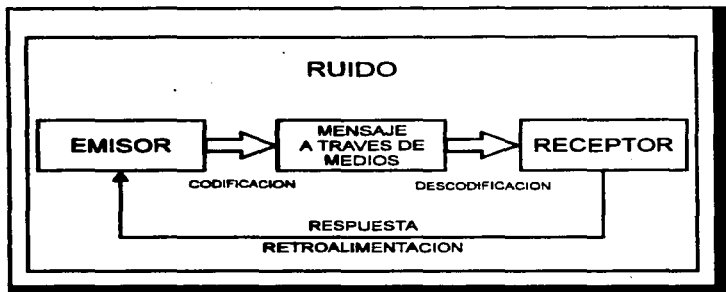 RUIDO
EMISOR
MENSAJE
A TRAVES DE
MEDIOS
RECEPTOR
CODIFICACION
DESCODIFICACION
RESPUESTA
RETROALIMENTACION